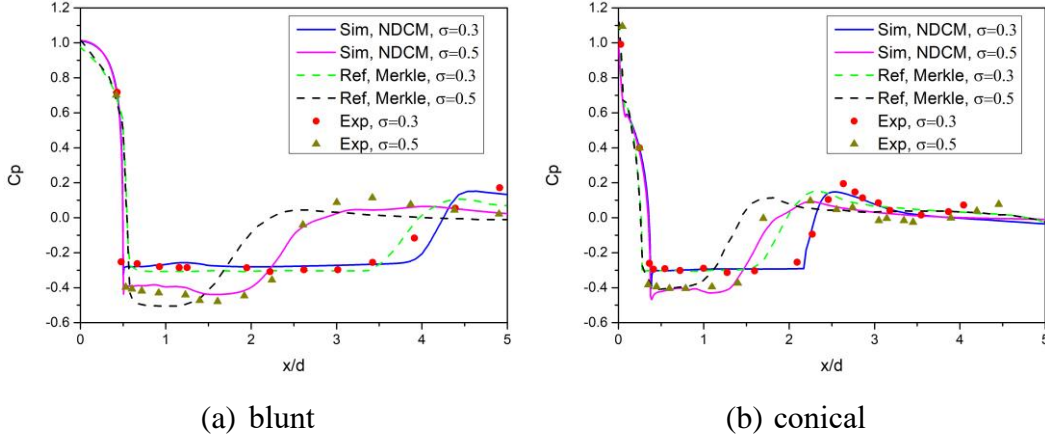 1.2
1.0
0.8
0.6
0.4
0.2
0.0
-0.2
-0.4
-0.6
Cp
0 1 2 3 4 5
x/d
Sim, NDCM, σ=0.3
Sim, NDCM, σ=0.5
Ref, Merkle, σ=0.3
Ref, Merkle, σ=0.5
Exp, σ=0.3
Exp, σ=0.5
(a) blunt
1.2
1.0
0.8
0.6
0.4
0.2
0.0
-0.2
-0.4
-0.6
Cp
0 1 2 3 4 5
x/d
Sim, NDCM, σ=0.3
Sim, NDCM, σ=0.5
Ref, Merkle, σ=0.3
Ref, Merkle, σ=0.5
Exp, σ=0.3
Exp, σ=0.5
(b) conical